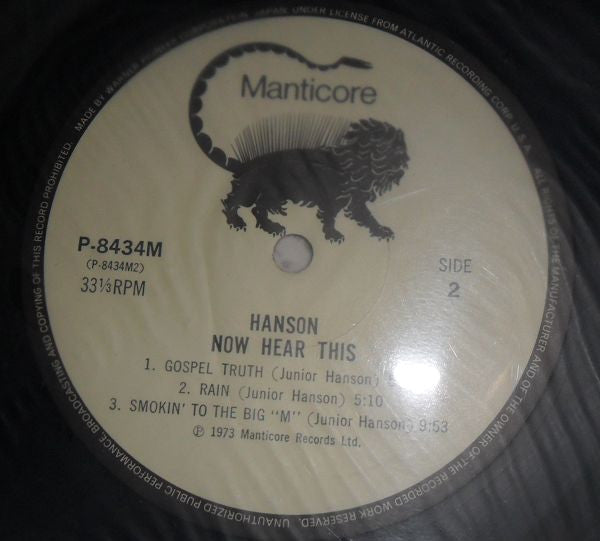 Manticore
P-8434M
(P-8434M2)
33⅓RPM
SIDE
2
HANSON
NOW HEAR THIS
1. GOSPEL TRUTH (Junior Hanson)
2. RAIN (Junior Hanson) 5:10
3. SMOKIN' TO THE BIG "M" (Junior Hanson) 9:53
℗ 1973 Manticore Records Ltd.
MADE BY WARNER PIONEER CORPORATION, JAPAN, UNDER LICENSE FROM ATLANTIC RECORDING CORP. U.S.A. ALL RIGHTS OF THE MANUFACTURER AND OF THE OWNER OF THE RECORDED WORK RESERVED. UNAUTHORIZED PUBLIC PERFORMANCE BROADCASTING AND COPYING OF THIS RECORD PROHIBITED.